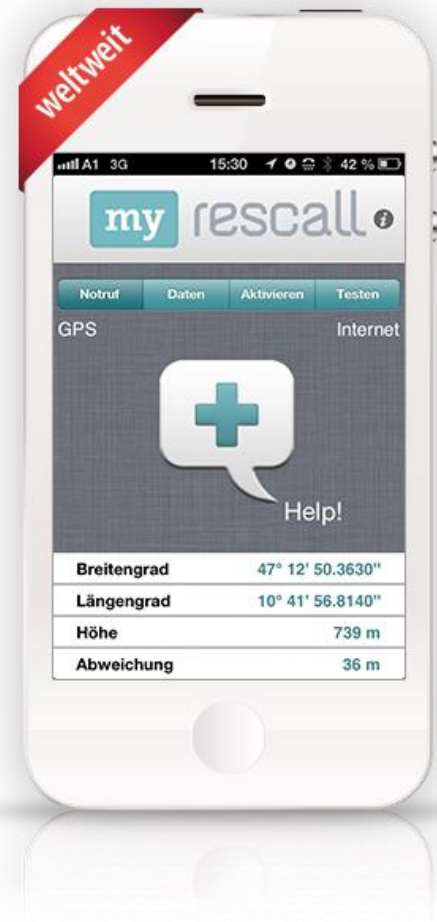 weltweit
A1 3G 15:30 42 %
my rescall i
Notruf Daten Aktivieren Testen
GPS Internet
Help!
Breitengrad 47° 12' 50.3630"
Längengrad 10° 41' 56.8140"
Höhe 739 m
Abweichung 36 m